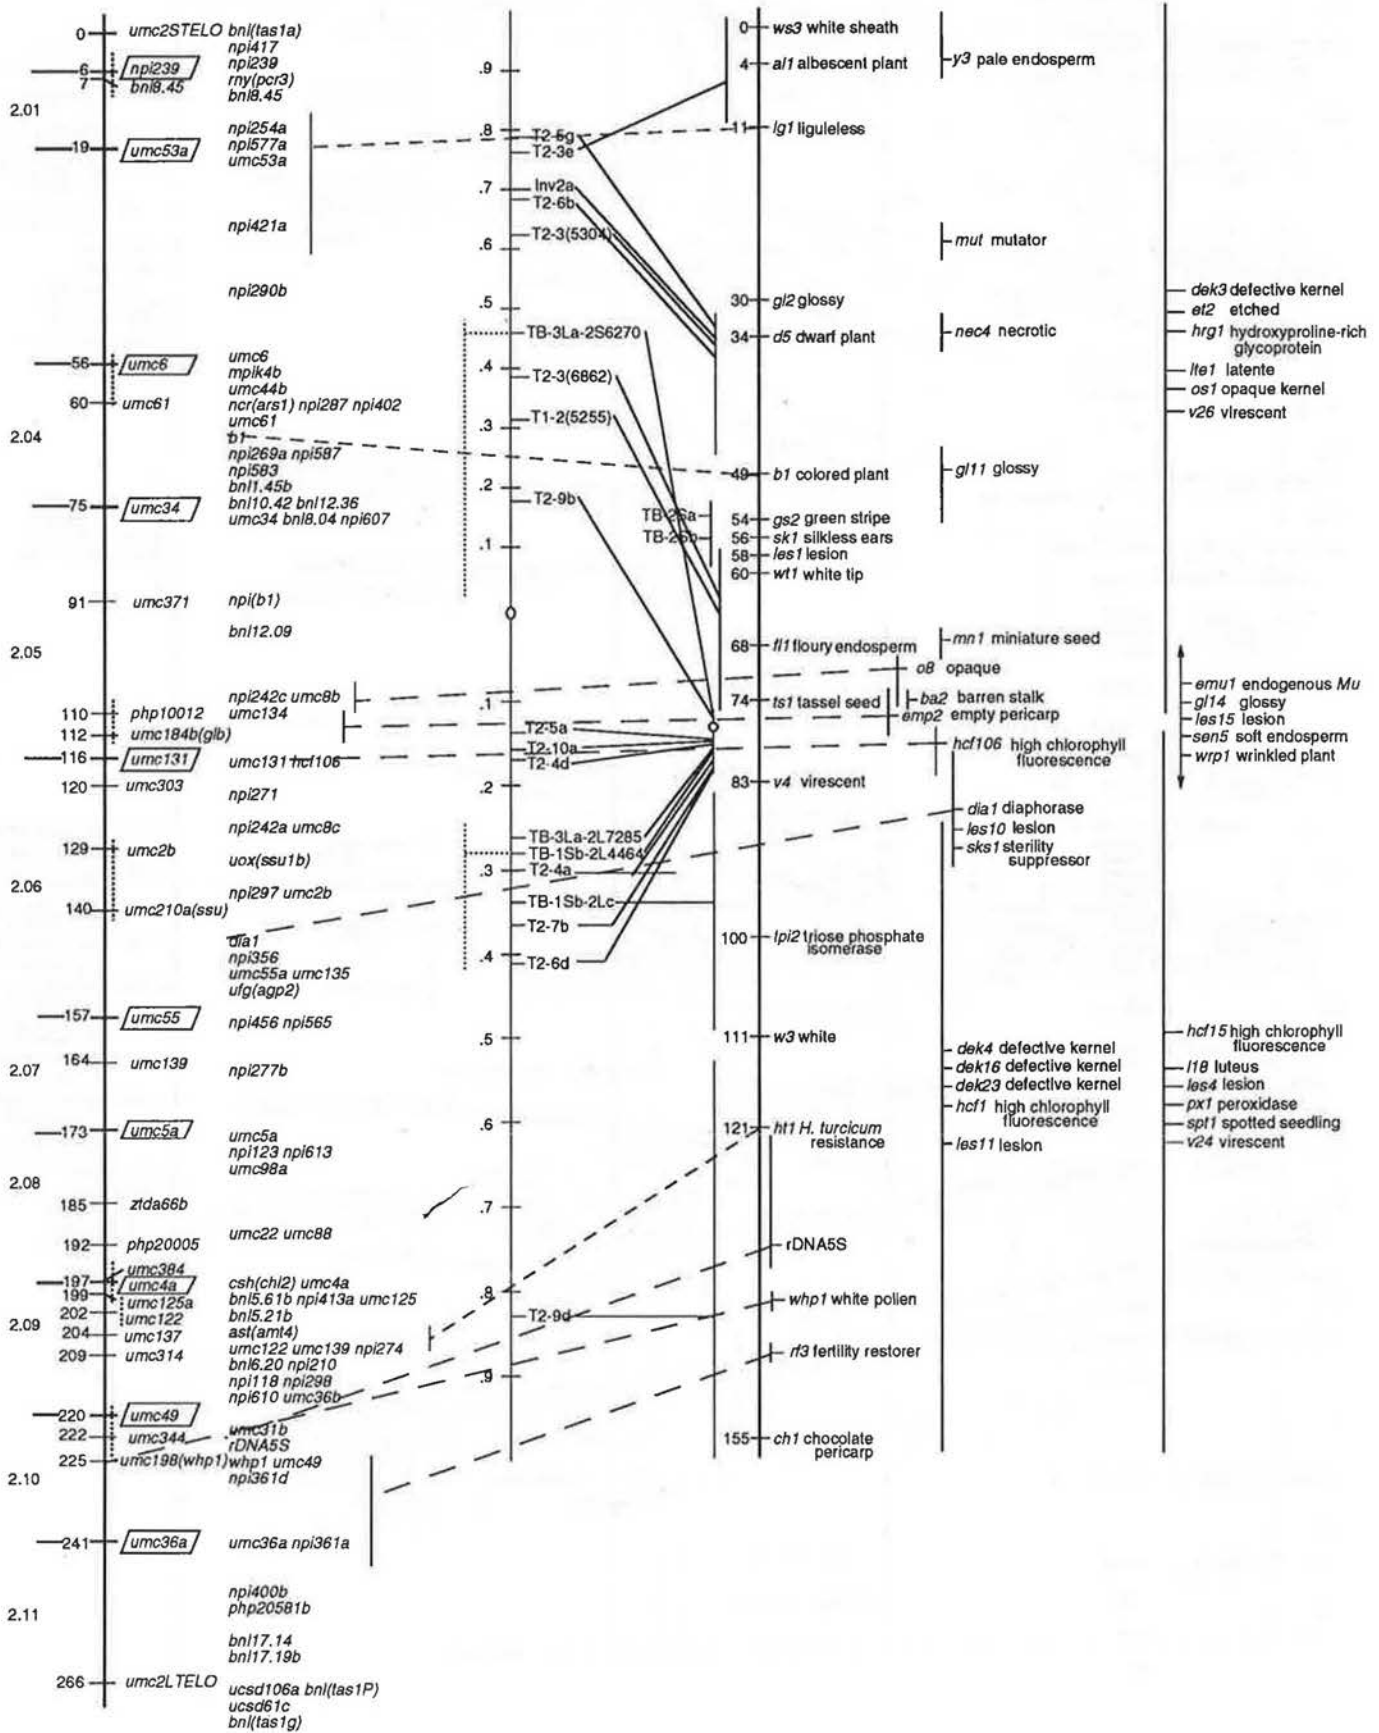 0 umc2STELO bnl(tas1a)
npi417
6 npi239 npi239
7 bnl8.45 rny(pcr3)
bnl8.45
2.01
npi254a
19 umc53a npi577a
umc53a
npi421a
npi290b
56 umc6 umc6
mpik4b
umc44b
60 umc61 ncr(ars1) npi287 npi402
umc61
2.04 b1
npi269a npi587
npi583
bnl1.45b
75 umc34 bnl10.42 bnl12.36
umc34 bnl8.04 npi607
91 umc371 npi(b1)
bnl12.09
2.05
npi242c umc8b
110 php10012 umc134
112 umc184b(glb)
116 umc131 umc131 hcf106
120 umc303
npi271
npi242a umc8c
129 umc2b
uox(ssu1b)
2.06
npi297 umc2b
140 umc210a(ssu)
dia1
npi356
umc55a umc135
ufg(agp2)
157 umc55 npi456 npi565
164 umc139
2.07 npi277b
173 umc5a umc5a
npi123 npi613
umc98a
2.08
185 ztda66b
umc22 umc88
192 php20005
umc384
197 umc4a csh(chi2) umc4a
199 umc125a bnl5.61b npi413a umc125
202 umc122 bnl5.21b
2.09
204 umc137 ast(amt4)
umc122 umc139 npi274
209 umc314 bnl6.20 npi210
npi118 npi298
npi610 umc36b
220 umc49
222 umc344 umc31b
rDNA5S
225 umc198(whp1) whp1 umc49
2.10 npi361d
241 umc36a umc36a npi361a
npi400b
php20581b
2.11
bnl17.14
bnl17.19b
266 umc2LTELO ucsd106a bnl(tas1P)
ucsd61c
bnl(tas1g)
.9
.8
T2-6g
T2-3e
.7
Inv2a
T2-6b
T2-3(5304)
.6
.5
TB-3La-2S6270
.4
T2-3(6862)
T1-2(5255)
.3
.2
T2-9b
.1
.1
T2-5a
T2-10a
T2-4d
.2
TB-3La-2L7285
TB-1Sb-2L4464
.3
T2-4a
TB-1Sb-2Lc
T2-7b
.4
T2-6d
.5
.6
.7
.8
T2-9d
.9
0 ws3 white sheath
4 al1 albescent plant
11 lg1 liguleless
30 gl2 glossy
34 d5 dwarf plant
49 b1 colored plant
TB-2Sa
54 gs2 green stripe
TB-2Sb
56 sk1 silkless ears
58 les1 lesion
60 wt1 white tip
68 fl1 floury endosperm
74 ts1 tassel seed
83 v4 virescent
100 tpi2 triose phosphate
isomerase
111 w3 white
121 ht1 H. turcicum
resistance
rDNA5S
whp1 white pollen
rf3 fertility restorer
155 ch1 chocolate
pericarp
y3 pale endosperm
mut mutator
nec4 necrotic
gl11 glossy
mn1 miniature seed
o8 opaque
ba2 barren stalk
emp2 empty pericarp
hcf106 high chlorophyll
fluorescence
dia1 diaphorase
les10 lesion
sks1 sterility
suppressor
dek4 defective kernel
dek16 defective kernel
dek23 defective kernel
hcf1 high chlorophyll
fluorescence
les11 lesion
dek3 defective kernel
et2 etched
hrg1 hydroxyproline-rich
glycoprotein
lte1 latente
os1 opaque kernel
v26 virescent
emu1 endogenous Mu
gl14 glossy
les15 lesion
sen5 soft endosperm
wrp1 wrinkled plant
hcf15 high chlorophyll
fluorescence
l18 luteus
les4 lesion
px1 peroxidase
spt1 spotted seedling
v24 virescent